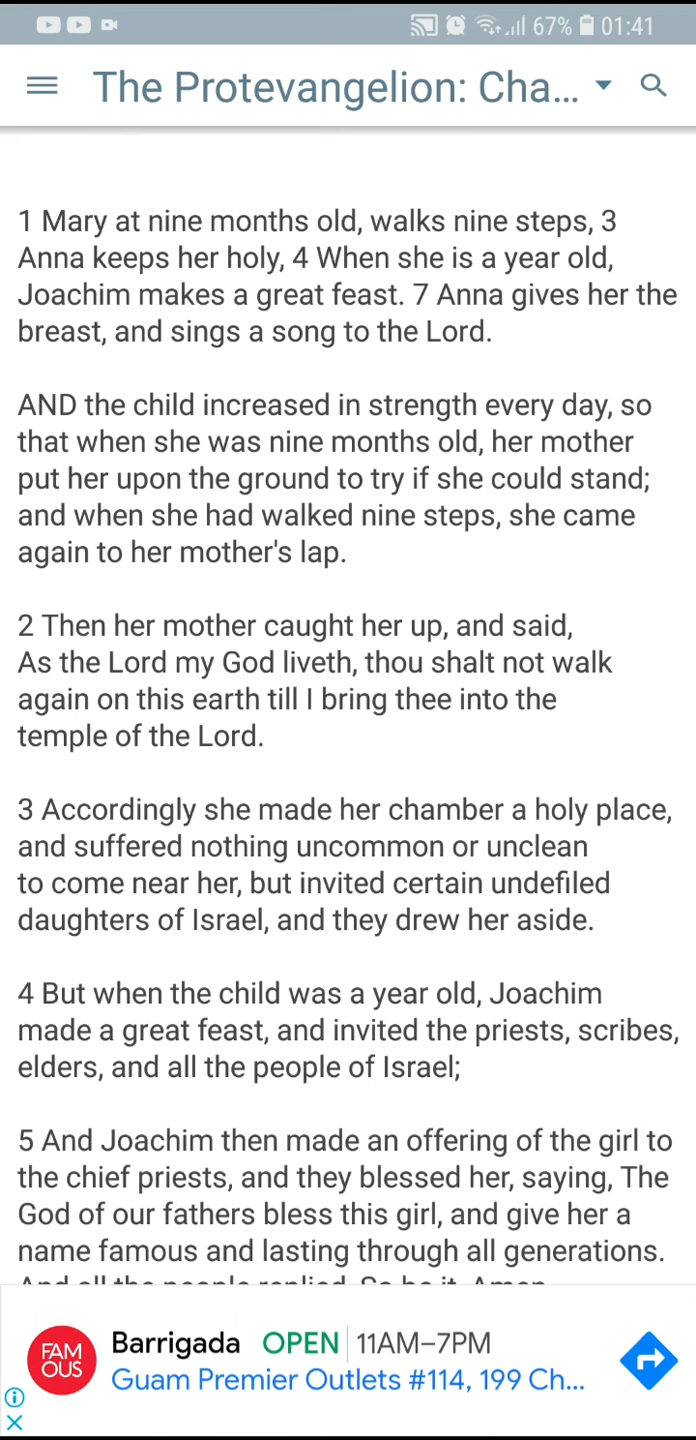 67% 01:41
The Protevangelion: Cha...
1 Mary at nine months old, walks nine steps, 3
Anna keeps her holy, 4 When she is a year old,
Joachim makes a great feast. 7 Anna gives her the
breast, and sings a song to the Lord.
AND the child increased in strength every day, so
that when she was nine months old, her mother
put her upon the ground to try if she could stand;
and when she had walked nine steps, she came
again to her mother's lap.
2 Then her mother caught her up, and said,
As the Lord my God liveth, thou shalt not walk
again on this earth till I bring thee into the
temple of the Lord.
3 Accordingly she made her chamber a holy place,
and suffered nothing uncommon or unclean
to come near her, but invited certain undefiled
daughters of Israel, and they drew her aside.
4 But when the child was a year old, Joachim
made a great feast, and invited the priests, scribes,
elders, and all the people of Israel;
5 And Joachim then made an offering of the girl to
the chief priests, and they blessed her, saying, The
God of our fathers bless this girl, and give her a
name famous and lasting through all generations.
And all the people replied, So be it, Amen
FAM
OUS
Barrigada OPEN 11AM–7PM
Guam Premier Outlets #114, 199 Ch...